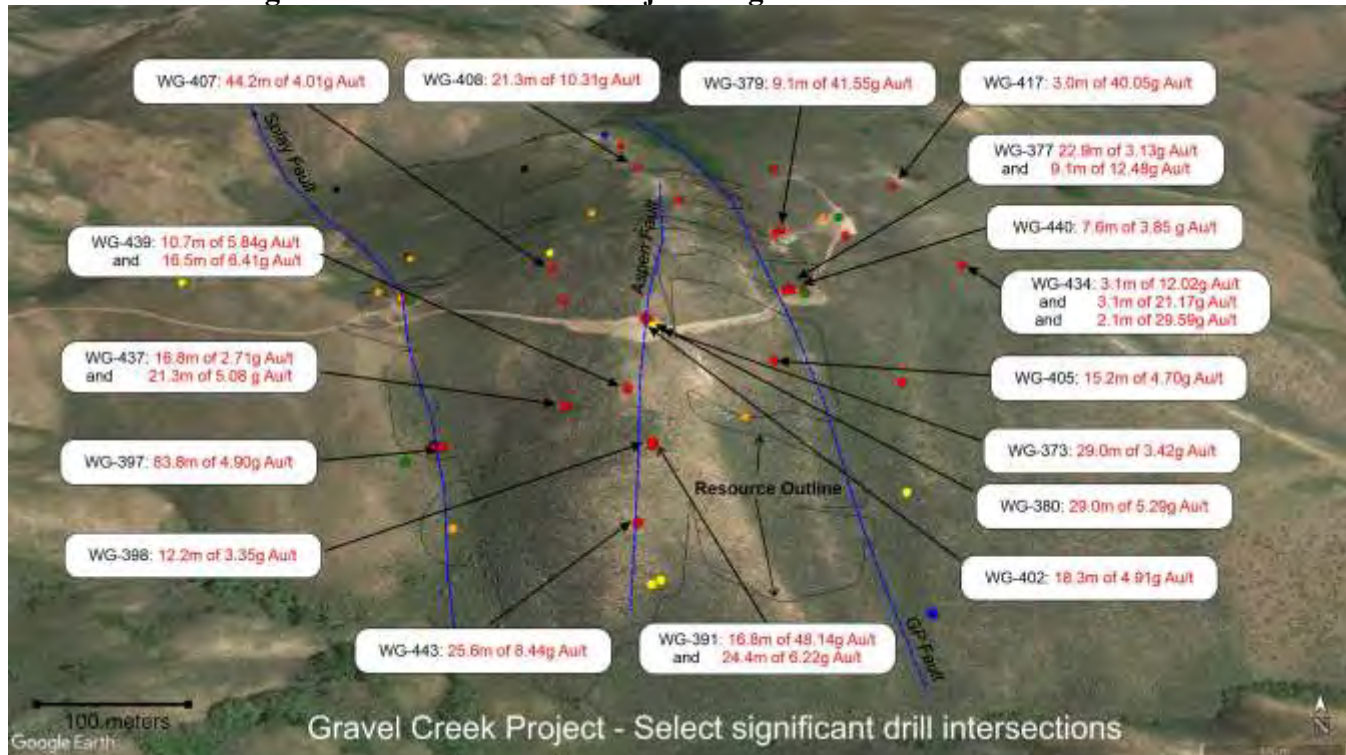 WG-407: 44.2m of 4.01g Au/t
WG-408: 21.3m of 10.31g Au/t
WG-379: 9.1m of 41.55g Au/t
WG-417: 3.0m of 40.05g Au/t
Splay Fault
WG-377 22.9m of 3.13g Au/t
and 9.1m of 12.48g Au/t
WG-439: 10.7m of 5.84g Au/t
and 16.5m of 6.41g Au/t
Aspen Fault
WG-440: 7.6m of 3.85 g Au/t
WG-434: 3.1m of 12.02g Au/t
and 3.1m of 21.17g Au/t
and 2.1m of 29.59g Au/t
WG-437: 16.8m of 2.71g Au/t
and 21.3m of 5.08 g Au/t
WG-405: 15.2m of 4.70g Au/t
WG-397: 63.8m of 4.90g Au/t
WG-373: 29.0m of 3.42g Au/t
Resource Outline
WG-380: 29.0m of 5.29g Au/t
WG-398: 12.2m of 3.35g Au/t
WG-402: 18.3m of 4.91g Au/t
WG-443: 25.6m of 8.44g Au/t
WG-391: 16.8m of 48.14g Au/t
and 24.4m of 6.22g Au/t
GP Fault
100 meters
Gravel Creek Project - Select significant drill intersections
Google Earth
N